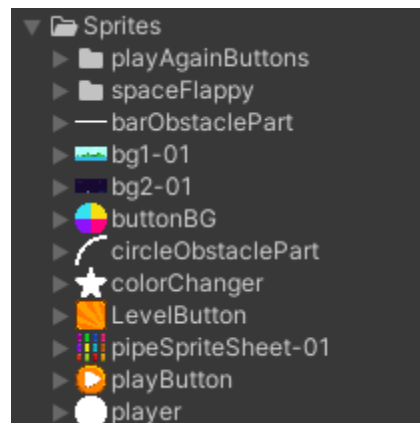 Sprites
playAgainButtons
spaceFlappy
barObstaclePart
bg1-01
bg2-01
buttonBG
circleObstaclePart
colorChanger
LevelButton
pipeSpriteSheet-01
playButton
player